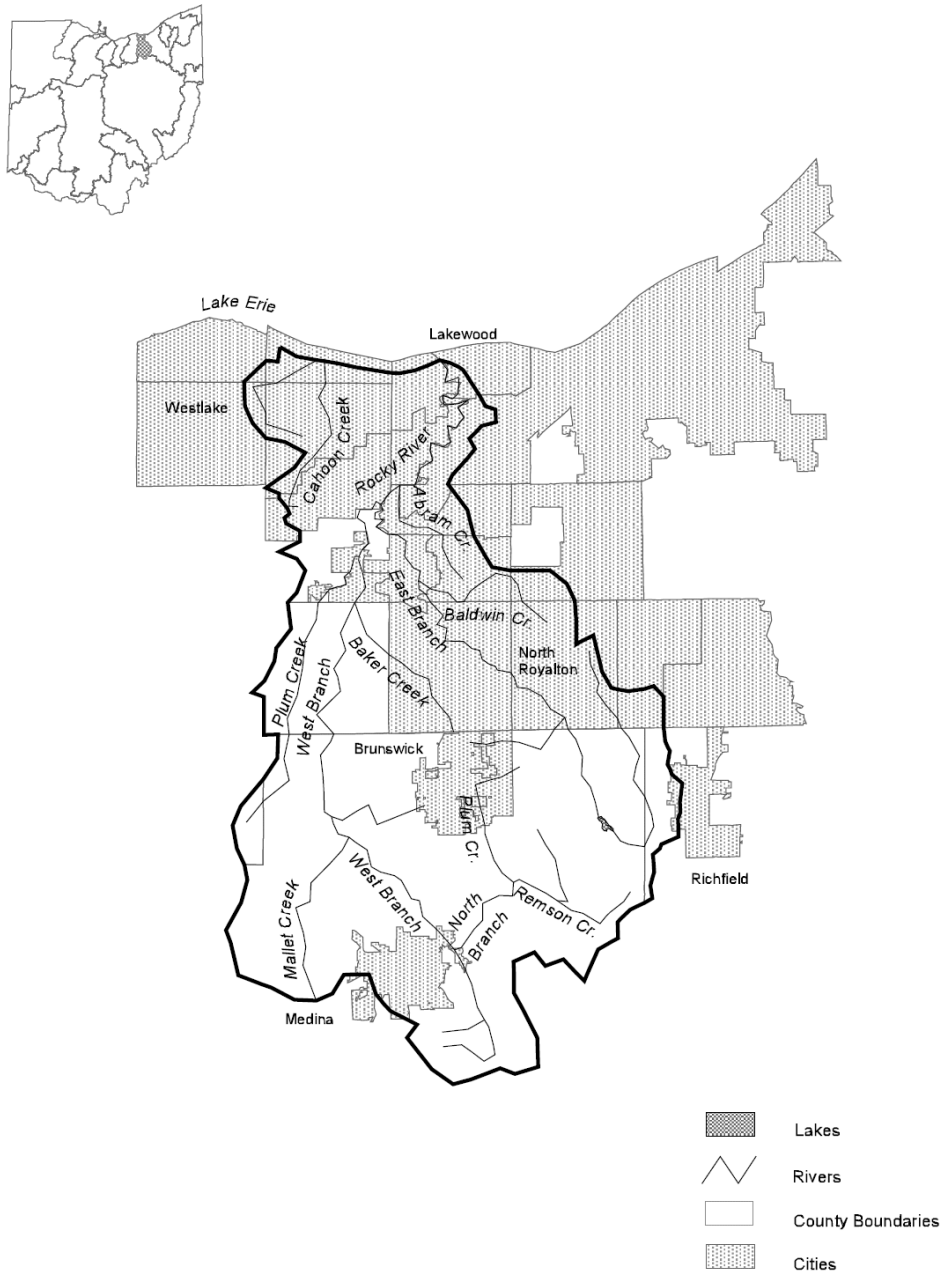 Lake Erie
Lakewood
Westlake
Cahoon Creek
Rocky River
Abram Cr.
East Branch
Baldwin Cr.
North
Royalton
Plum Creek
West Branch
Baker Creek
Brunswick
Plum Cr.
Richfield
West Branch
North
Branch
Remson Cr.
Mallet Creek
Medina
Lakes
Rivers
County Boundaries
Cities